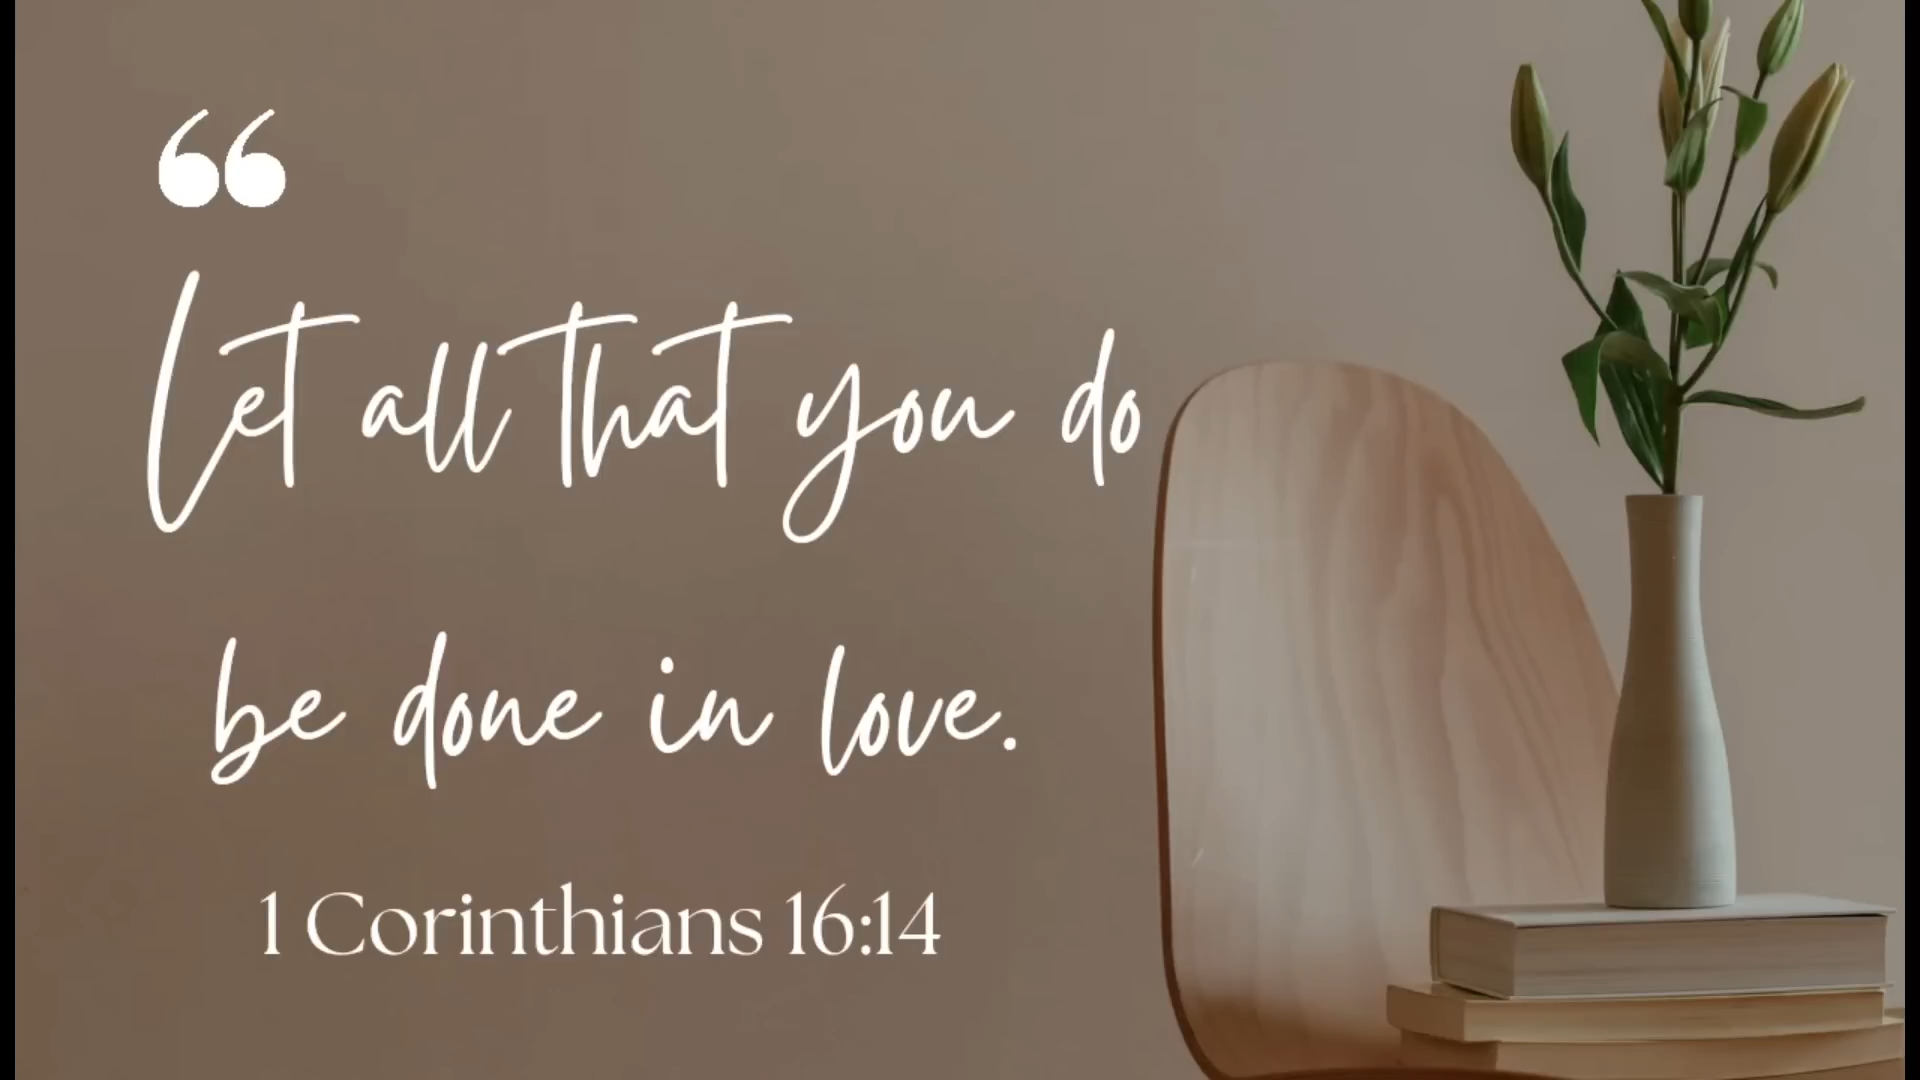 “
Let all that you do
be done in love.
1 Corinthians 16:14